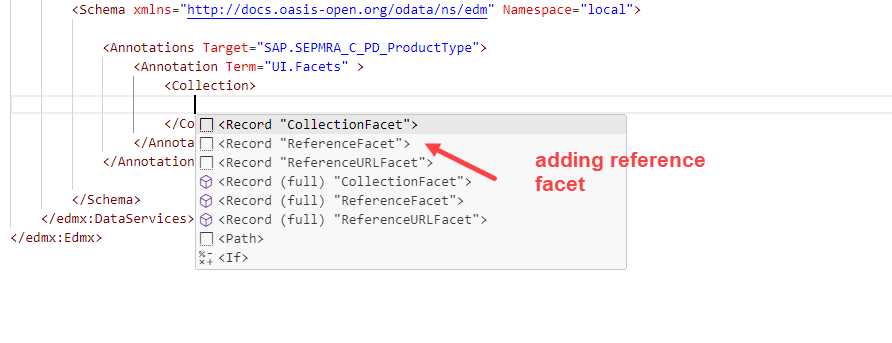 <Schema xmlns="http://docs.oasis-open.org/odata/ns/edm" Namespace="local">
<Annotations Target="SAP.SEPMRA_C_PD_ProductType">
<Annotation Term="UI.Facets" >
<Collection>
</Co
</Annota
</Annotation
</Schema>
</edmx:DataServices>
</edmx:Edmx>
<Record "CollectionFacet">
<Record "ReferenceFacet">
<Record "ReferenceURLFacet">
<Record (full) "CollectionFacet">
<Record (full) "ReferenceFacet">
<Record (full) "ReferenceURLFacet">
<Path>
<If>
adding reference
facet